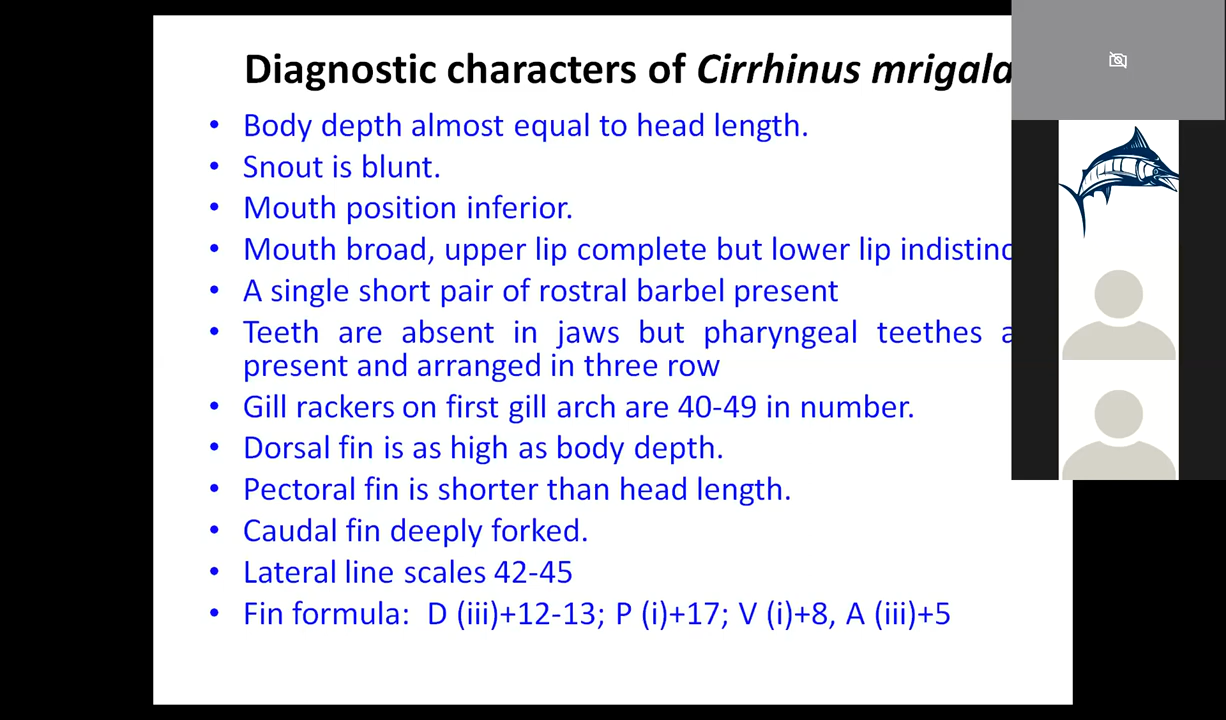 Diagnostic characters of Cirrhinus mrigala
• Body depth almost equal to head length.
• Snout is blunt.
• Mouth position inferior.
• Mouth broad, upper lip complete but lower lip
• A single short pair of rostral barbel present
• Teeth are absent in jaws but pharyngeal teethes
present and arranged in three row
• Gill rackers on first gill arch are 40-49 in number.
• Dorsal fin is as high as body depth.
• Pectoral fin is shorter than head length.
• Caudal fin deeply forked.
• Lateral line scales 42-45
• Fin formula: D (iii)+12-13; P (i)+17; V (i)+8, A (iii)+5